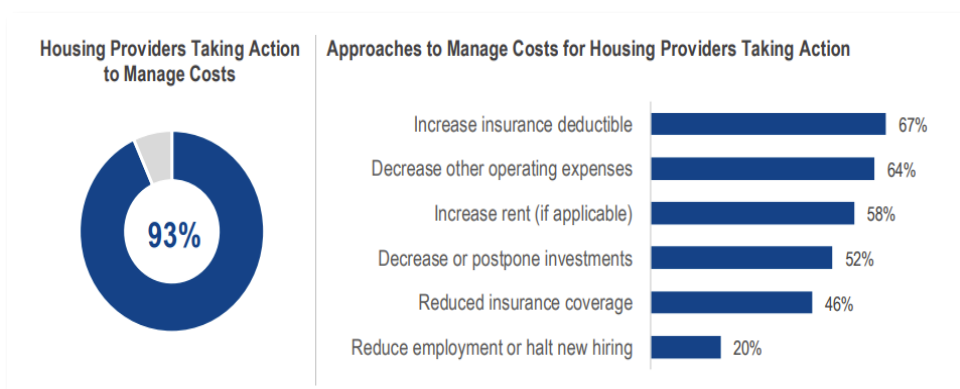 Housing Providers Taking Action
to Manage Costs
93%
Approaches to Manage Costs for Housing Providers Taking Action
Increase insurance deductible 67%
Decrease other operating expenses 64%
Increase rent (if applicable) 58%
Decrease or postpone investments 52%
Reduced insurance coverage 46%
Reduce employment or halt new hiring 20%